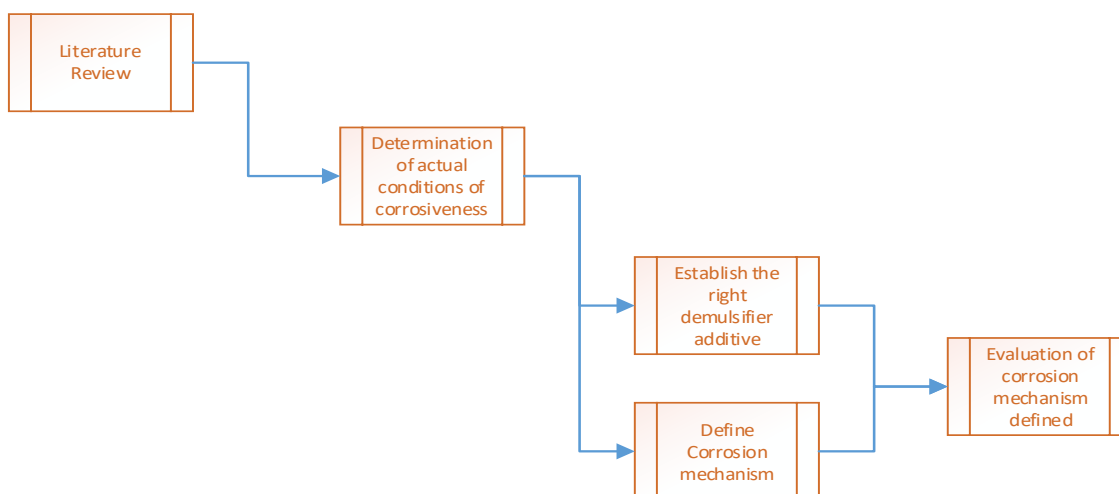 Literature
Review
Determination
of actual
conditions of
corrosiveness
Establish the
right
demulsifier
additive
Define
Corrosion
mechanism
Evaluation of
corrosion
mechanism
defined